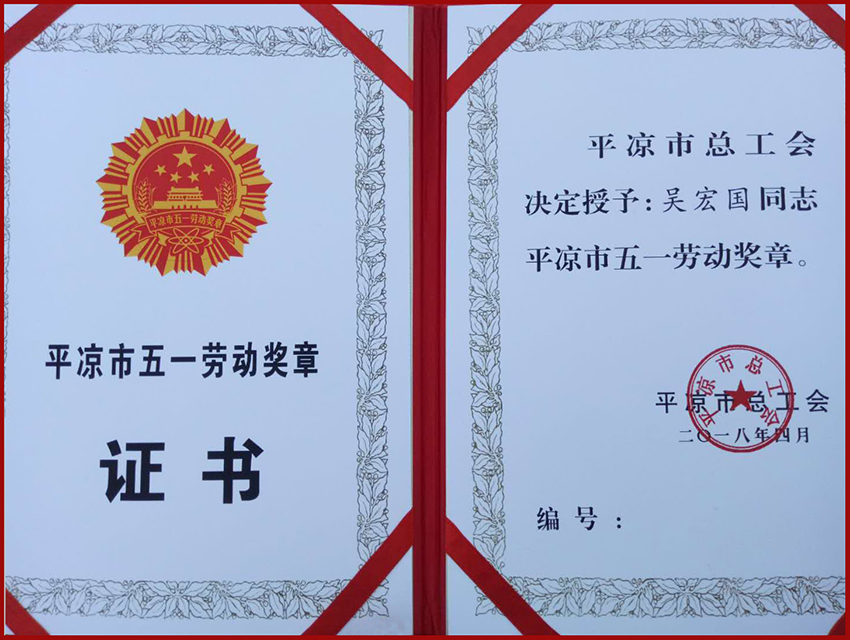 平凉市五一劳动奖章
平凉市五一劳动奖章
证书
平凉市总工会
决定授予：吴宏国同志
平凉市五一劳动奖章。
平凉市总工会
平凉市总工会
二〇一八年四月
编号：